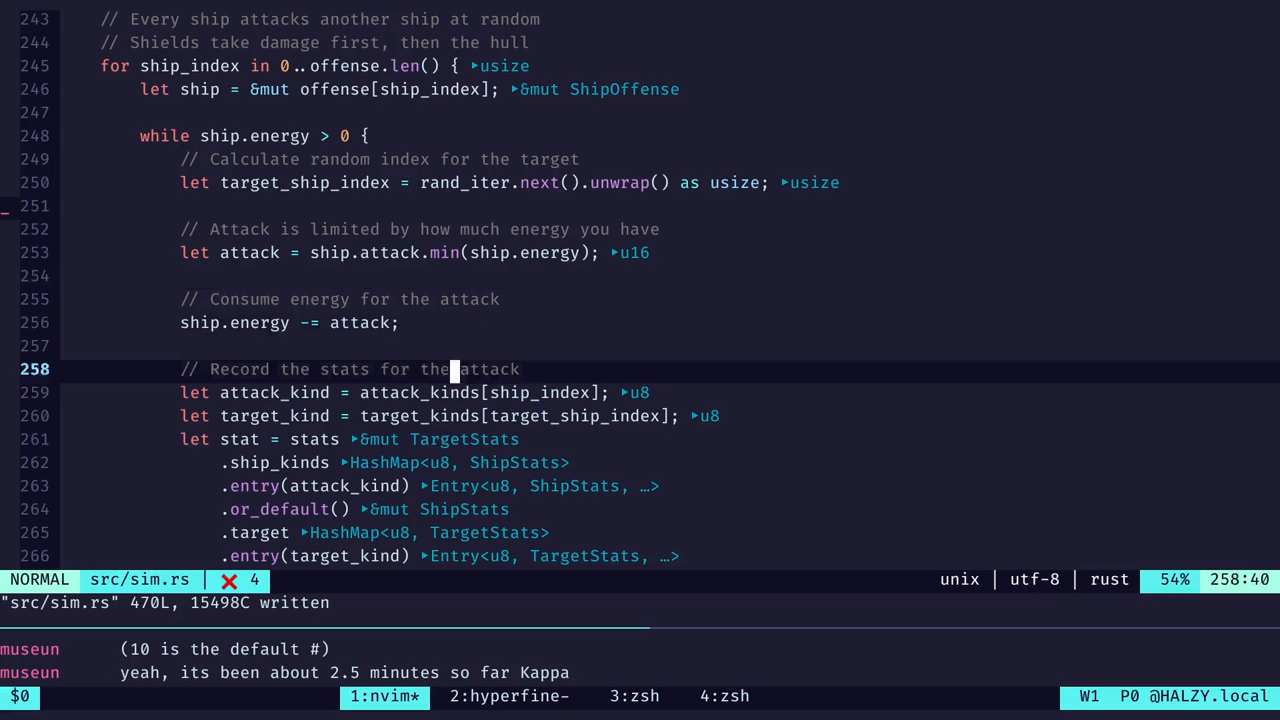 243 // Every ship attacks another ship at random
244 // Shields take damage first, then the hull
245 for ship_index in 0..offense.len() { ▸usize
246 let ship = &mut offense[ship_index]; ▸&mut ShipOffense
247
248 while ship.energy > 0 {
249 // Calculate random index for the target
250 let target_ship_index = rand_iter.next().unwrap() as usize; ▸usize
_ 251
252 // Attack is limited by how much energy you have
253 let attack = ship.attack.min(ship.energy); ▸u16
254
255 // Consume energy for the attack
256 ship.energy -= attack;
257
258 // Record the stats for the attack
259 let attack_kind = attack_kinds[ship_index]; ▸u8
260 let target_kind = target_kinds[target_ship_index]; ▸u8
261 let stat = stats ▸&mut TargetStats
262 .ship_kinds ▸HashMap<u8, ShipStats>
263 .entry(attack_kind) ▸Entry<u8, ShipStats, …>
264 .or_default() ▸&mut ShipStats
265 .target ▸HashMap<u8, TargetStats>
266 .entry(target_kind) ▸Entry<u8, TargetStats, …>
NORMAL src/sim.rs | ❌ 4 unix | utf-8 | rust 54% 258:40
"src/sim.rs" 470L, 15498C written
museun (10 is the default #)
museun yeah, its been about 2.5 minutes so far Kappa
$0 1:nvim* 2:hyperfine- 3:zsh 4:zsh W1 P0 @HALZY.local